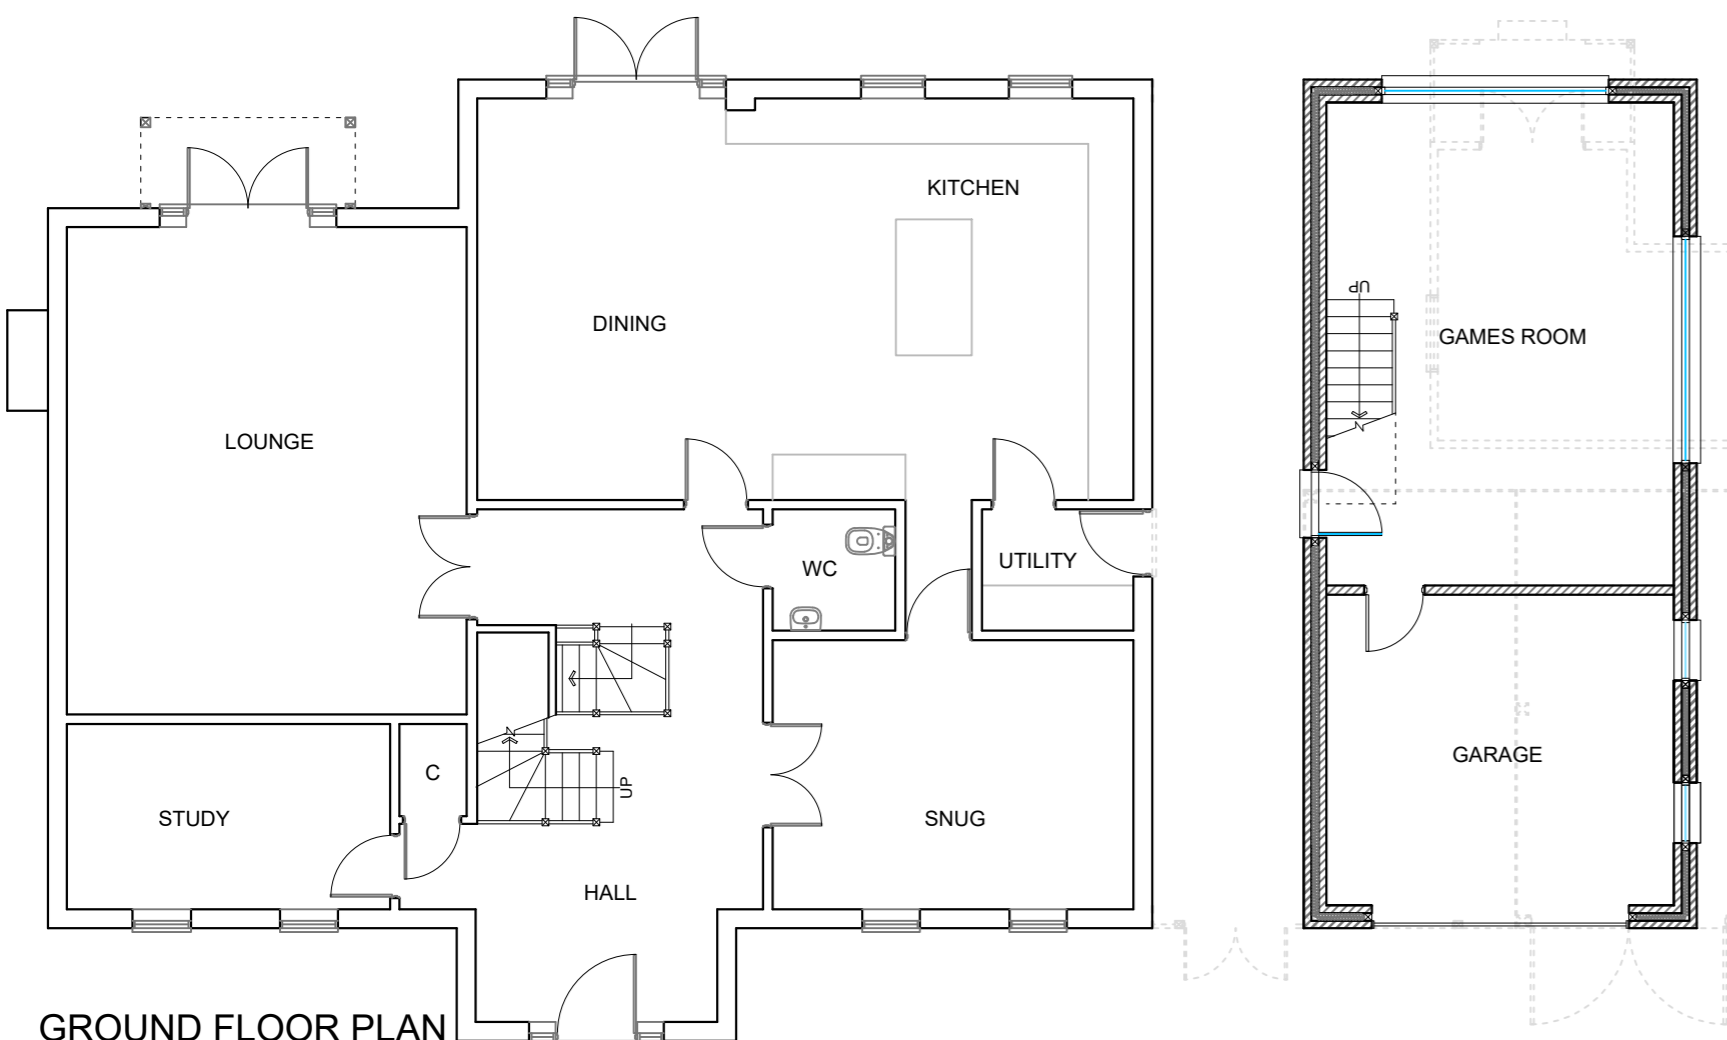 KITCHEN
DINING
UP
GAMES ROOM
LOUNGE
WC
UTILITY
GARAGE
C
UP
STUDY
SNUG
HALL
GROUND FLOOR PLAN